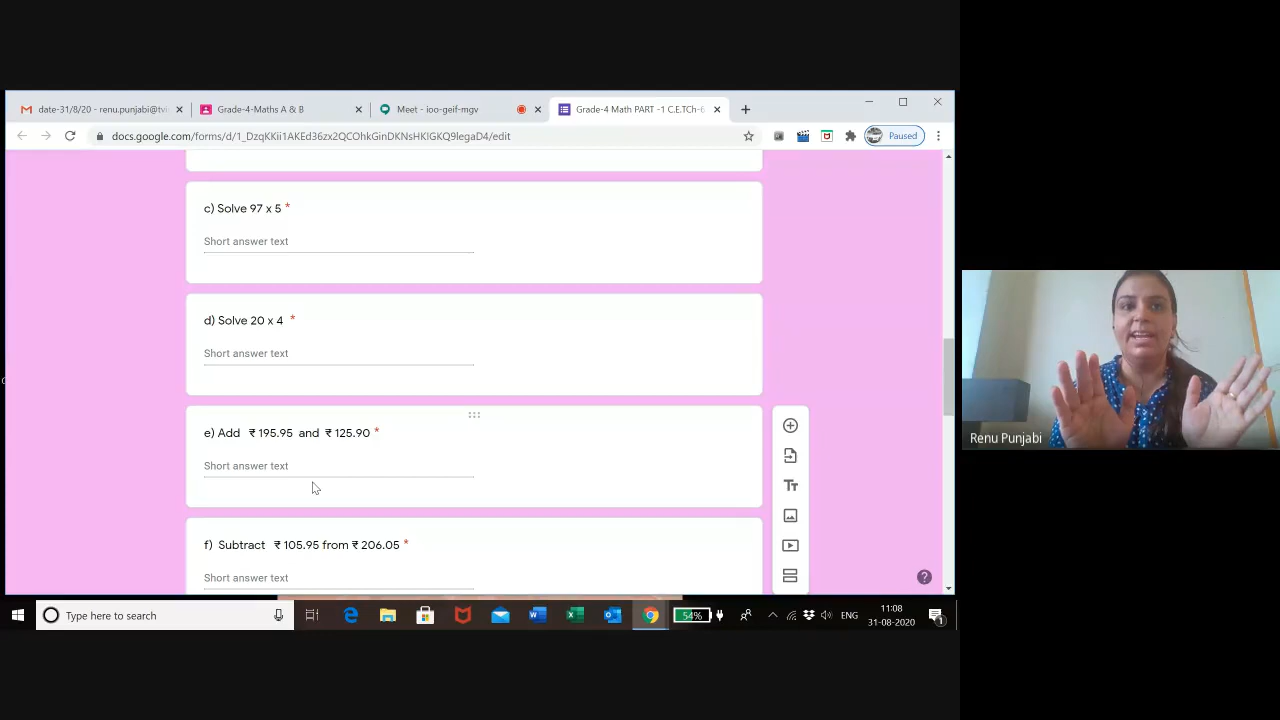 date-31/8/20 - renu.punjabi@tvi
Grade-4-Maths A & B
Meet - ioo-geif-mgv
Grade-4 Math PART -1 C.E.TCh-6
docs.google.com/forms/d/1_DzqKKii1AKEd36zx2QCOhkGinDKNsHKIGKQ9legaD4/edit
Paused
c) Solve 97 x 5 *
Short answer text
d) Solve 20 x 4 *
Short answer text
e) Add ₹ 195.95 and ₹ 125.90 *
Short answer text
f) Subtract ₹ 105.95 from ₹ 206.05 *
Short answer text
Renu Punjabi
Type here to search
54%
ENG
11:08
31-08-2020
1